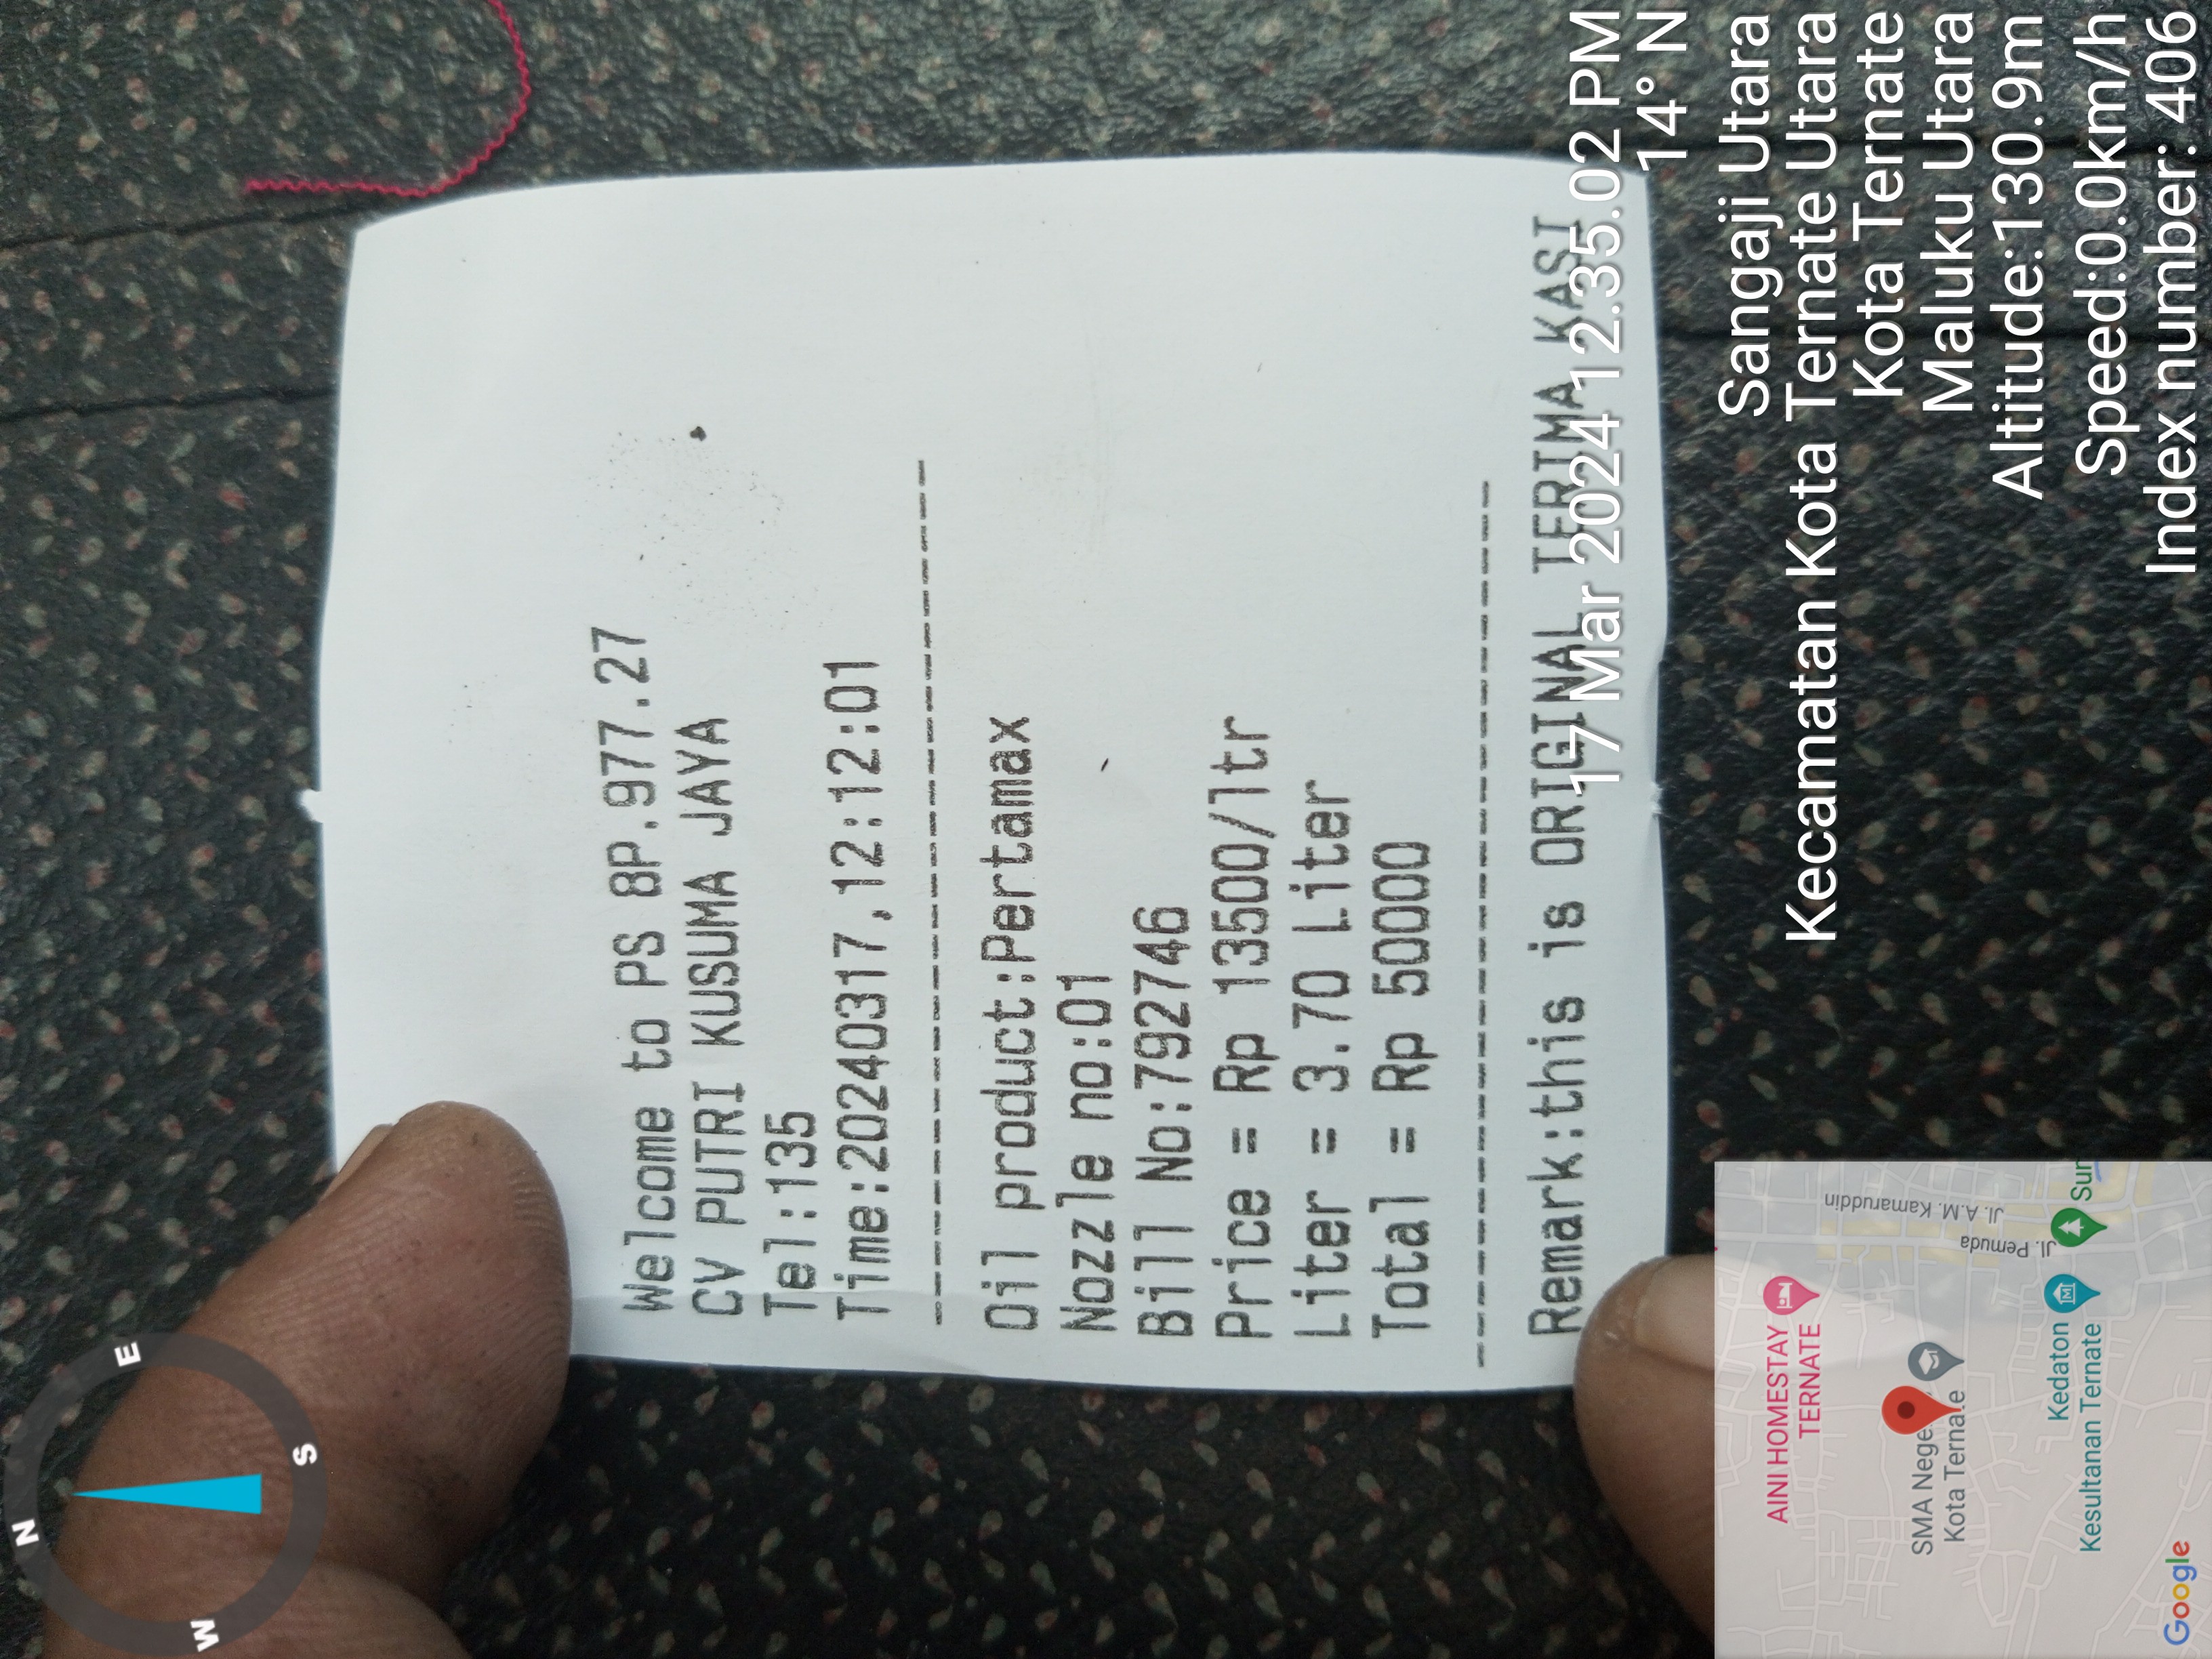 Welcome to PS 8P.977.27
CV PUTRI KUSUMA JAYA
Tel:135
Time:20240317,12:12:01
Oil product:Pertamax
Nozzle no:01
Bill No:792746
Price = Rp 13500/ltr
Liter = 3.70 Liter
Total = Rp 50000
Remark:this is ORIGINAL TERIMA KASI
17 Mar 2024 12.35.02 PM
14° N
Sangaji Utara
Kecamatan Kota Ternate Utara
Kota Ternate
Maluku Utara
Altitude:130.9m
Speed:0.0km/h
Index number: 406
N
E
S
W
AINI HOMESTAY
TERNATE
SMA Nege
Kota Ternate
Kedaton
Kesultanan Ternate
Jl. A.M. Kamaruddin
Jl. Pemuda
Sur
Google